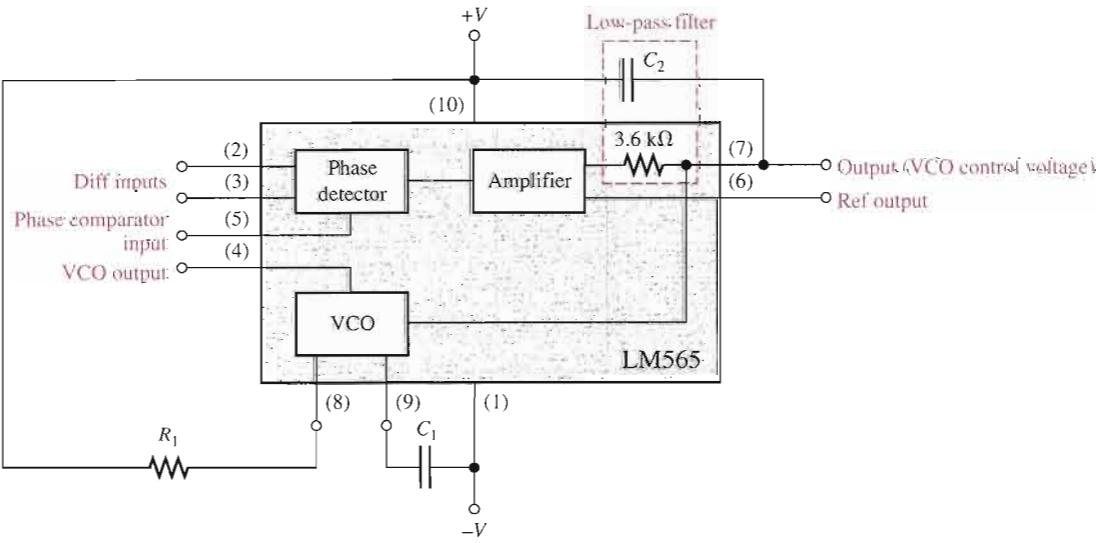 +V
Low-pass filter
C2
(10)
3.6 kΩ
(2)
(7)
Phase
detector
Amplifier
Output (VCO control voltage)
Diff inputs
(3)
(6)
Ref output
Phase comparator
input
(5)
(4)
VCO output
VCO
LM565
(8)
(9)
(1)
R1
C1
–V